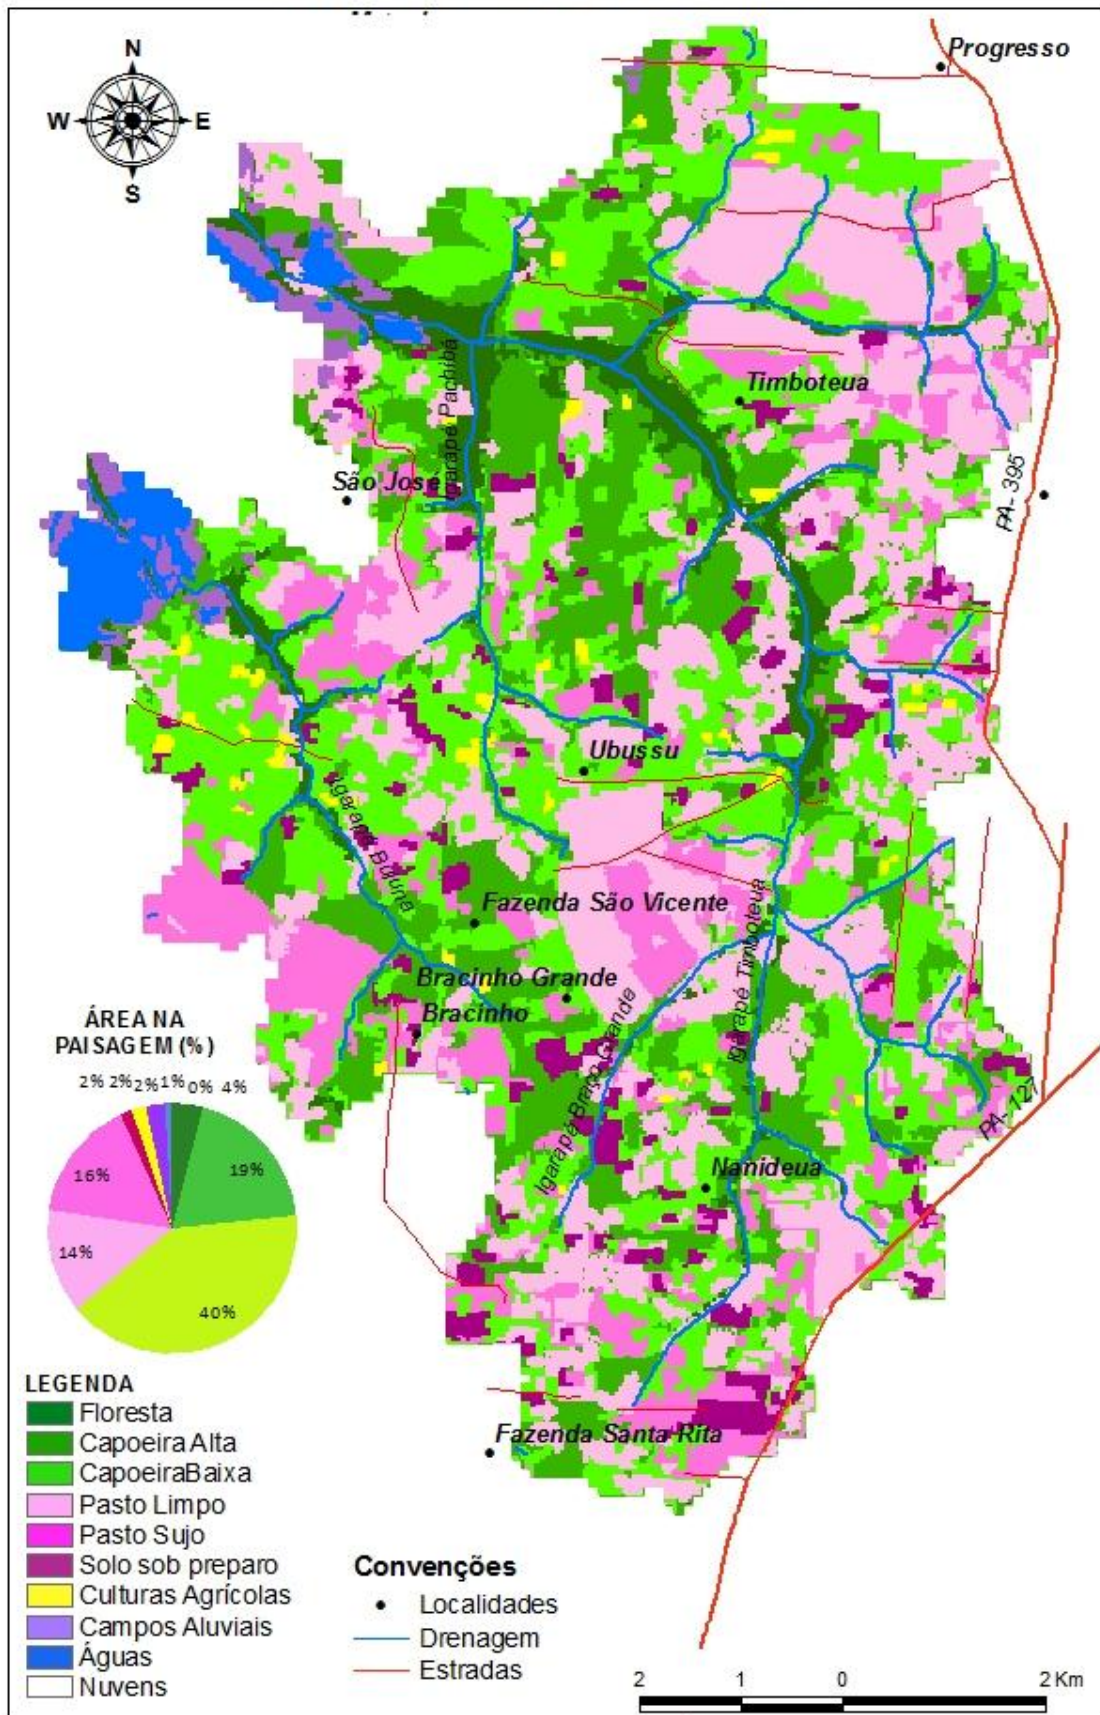 N
W E
S
Progresso
Timboteua
Igarapé Pachibá
São José
PA- 395
Ubussu
Igarapé Buiuna
Fazenda São Vicente
Igarapé Timboteua
Bracinho Grande
Bracinho
Igarapé Braço Grande
PA- 127
Nanideua
Fazenda Santa Rita
ÁREA NA
PAISAGEM (%)
2% 2% 2% 1% 0% 4%
16% 19%
14%
40%
LEGENDA
Floresta
Capoeira Alta
CapoeiraBaixa
Pasto Limpo
Pasto Sujo
Solo sob preparo
Culturas Agrícolas
Campos Aluviais
Águas
Nuvens
Convenções
Localidades
Drenagem
Estradas
2 1 0 2 Km